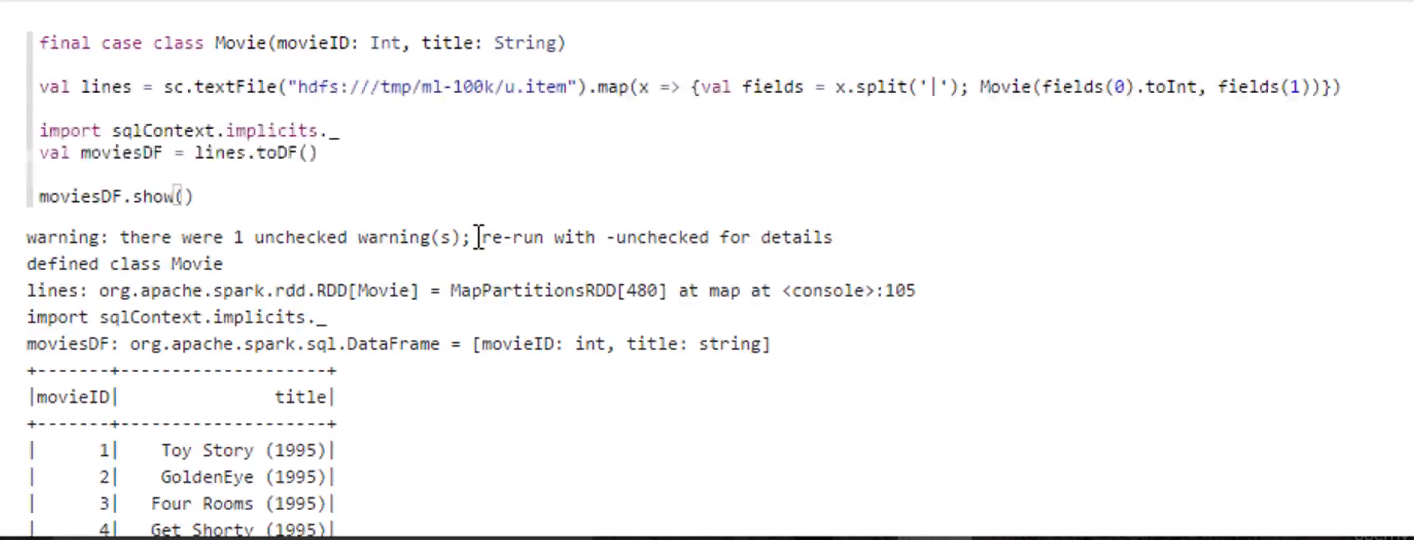 final case class Movie(movieID: Int, title: String)
val lines = sc.textFile("hdfs:///tmp/ml-100k/u.item").map(x => {val fields = x.split('|'); Movie(fields(0).toInt, fields(1))})
import sqlContext.implicits._
val moviesDF = lines.toDF()
moviesDF.show()
warning: there were 1 unchecked warning(s); re-run with -unchecked for details
defined class Movie
lines: org.apache.spark.rdd.RDD[Movie] = MapPartitionsRDD[480] at map at <console>:105
import sqlContext.implicits._
moviesDF: org.apache.spark.sql.DataFrame = [movieID: int, title: string]
+-------+--------------------+
|movieID|               title|
+-------+--------------------+
|      1|    Toy Story (1995)|
|      2|    GoldenEye (1995)|
|      3|   Four Rooms (1995)|
|      4|   Get Shorty (1995)|